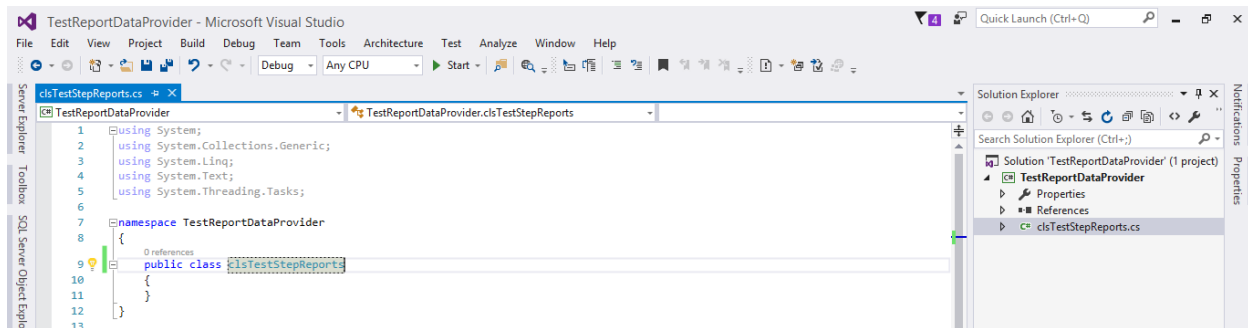 TestReportDataProvider - Microsoft Visual Studio
4
Quick Launch (Ctrl+Q)
File Edit View Project Build Debug Team Tools Architecture Test Analyze Window Help
Debug Any CPU Start
Server Explorer
Toolbox
SQL Server Object Explo
clsTestStepReports.cs
TestReportDataProvider
TestReportDataProvider.clsTestStepReports
1 using System;
2 using System.Collections.Generic;
3 using System.Linq;
4 using System.Text;
5 using System.Threading.Tasks;
6
7 namespace TestReportDataProvider
8 {
0 references
9 public class clsTestStepReports
10 {
11 }
12 }
13
Solution Explorer
Search Solution Explorer (Ctrl+;)
Solution 'TestReportDataProvider' (1 project)
C# TestReportDataProvider
Properties
References
C# clsTestStepReports.cs
Notifications
Properties